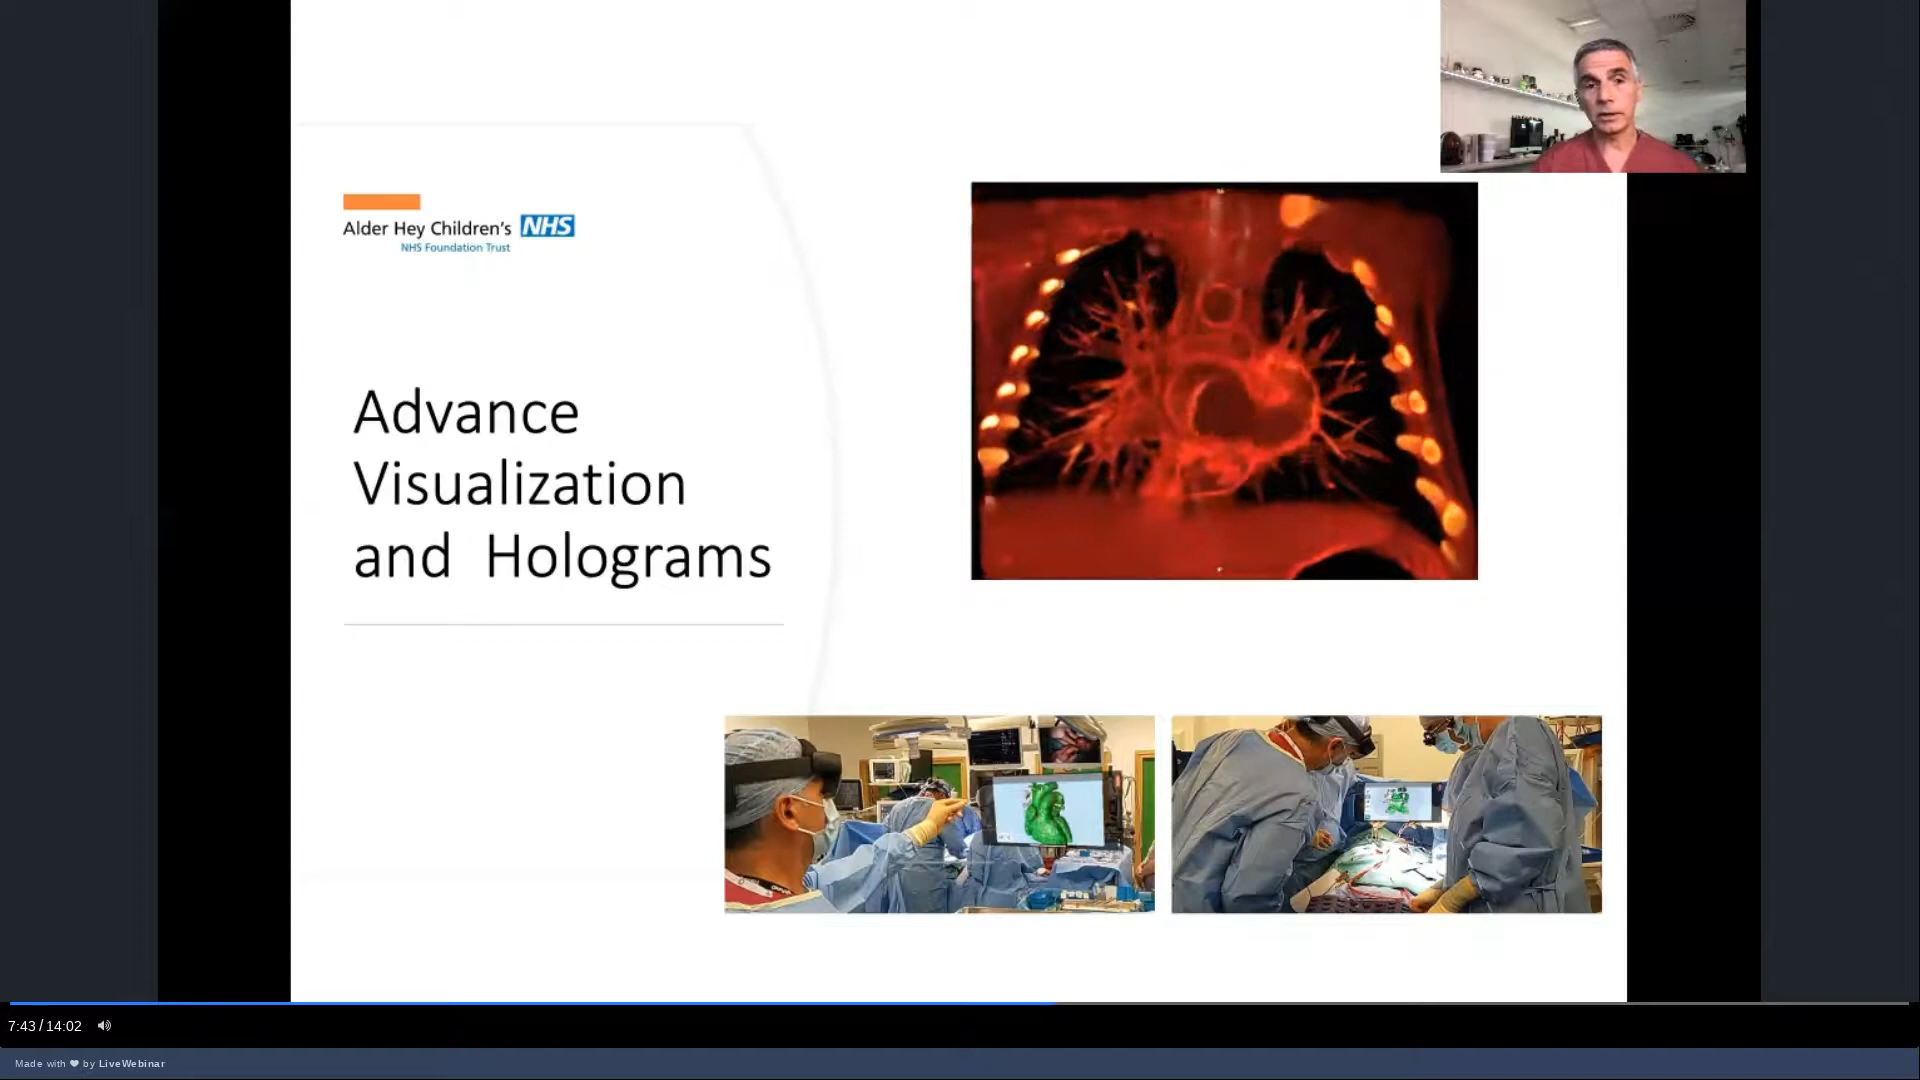 Alder Hey Children's NHS
NHS Foundation Trust
Advance
Visualization
and Holograms
7:43 / 14:02
Made with ❤ by LiveWebinar